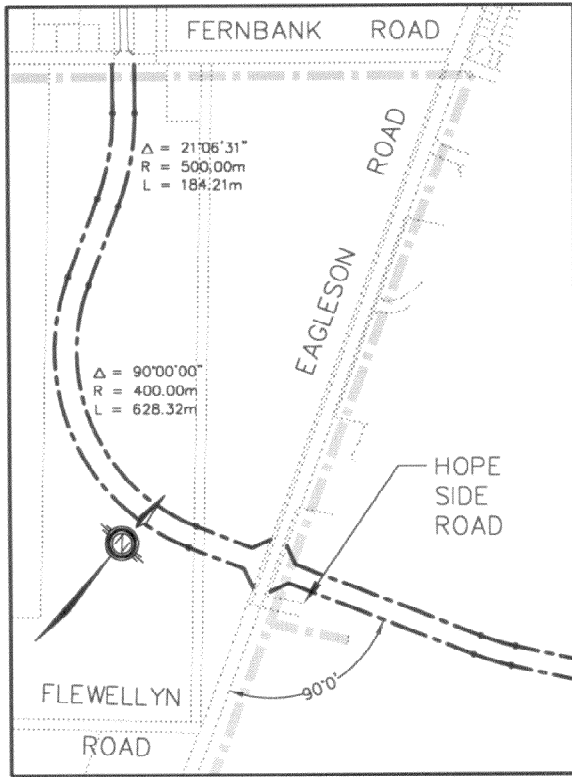 FERNBANK ROAD
Δ = 21°06'31"
R = 500.00m
L = 184.21m
EAGLESON ROAD
Δ = 90°00'00"
R = 400.00m
L = 628.32m
HOPE
SIDE
ROAD
N
90.0°
FLEWELLYN
ROAD